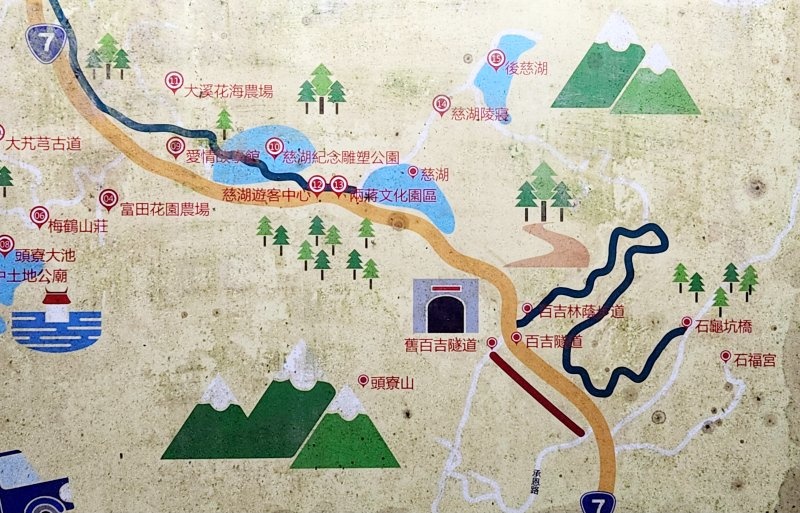 7
15 後慈湖
11 大溪花海農場
14 慈湖陵寢
大艽芎古道
09 愛情故事館
10 慈湖紀念雕塑公園
慈湖
慈湖遊客中心 12
13 兩蔣文化園區
04 富田花園農場
06 梅鶴山莊
頭寮大池
中土地公廟
百吉林蔭步道
石龜坑橋
舊百吉隧道
百吉隧道
石福宮
頭寮山
承恩路
7